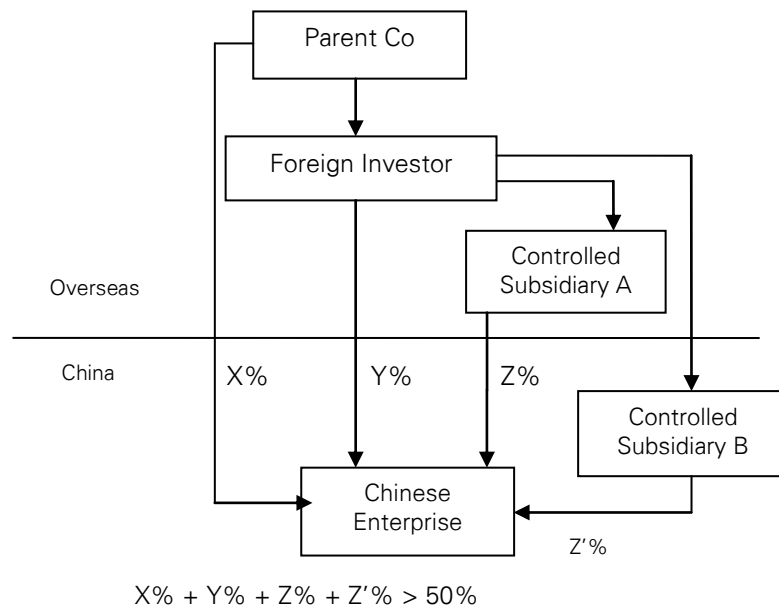 Parent Co
Foreign Investor
Controlled
Subsidiary A
Overseas
China
X%
Y%
Z%
Controlled
Subsidiary B
Chinese
Enterprise
Z’%
X% + Y% + Z% + Z’% > 50%